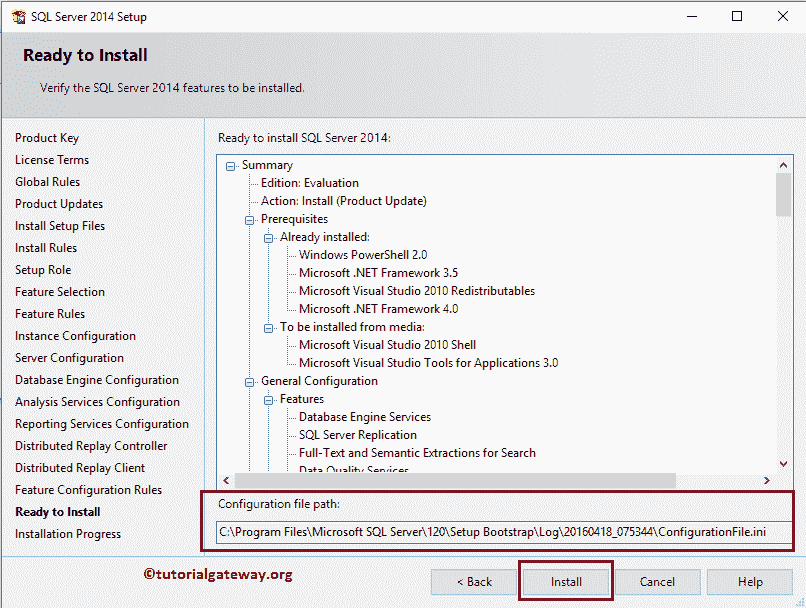 SQL Server 2014 Setup
Ready to Install
Verify the SQL Server 2014 features to be installed.
Product Key
License Terms
Global Rules
Product Updates
Install Setup Files
Install Rules
Setup Role
Feature Selection
Feature Rules
Instance Configuration
Server Configuration
Database Engine Configuration
Analysis Services Configuration
Reporting Services Configuration
Distributed Replay Controller
Distributed Replay Client
Feature Configuration Rules
Ready to Install
Installation Progress
Ready to install SQL Server 2014:
Summary
Edition: Evaluation
Action: Install (Product Update)
Prerequisites
Already installed:
Windows PowerShell 2.0
Microsoft .NET Framework 3.5
Microsoft Visual Studio 2010 Redistributables
Microsoft .NET Framework 4.0
To be installed from media:
Microsoft Visual Studio 2010 Shell
Microsoft Visual Studio Tools for Applications 3.0
General Configuration
Features
Database Engine Services
SQL Server Replication
Full-Text and Semantic Extractions for Search
Data Quality Services
Configuration file path:
C:\Program Files\Microsoft SQL Server\120\Setup Bootstrap\Log\20160418_075344\ConfigurationFile.ini
©tutorialgateway.org
< Back
Install
Cancel
Help